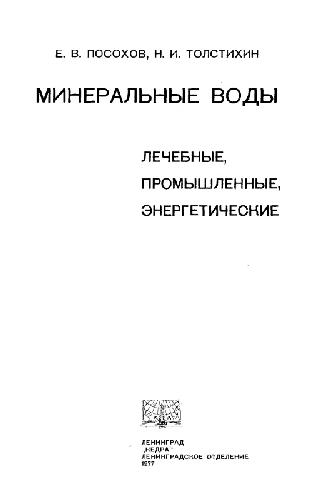 Е. В. ПОСОХОВ, Н. И. ТОЛСТИХИН
МИНЕРАЛЬНЫЕ ВОДЫ
ЛЕЧЕБНЫЕ,
ПРОМЫШЛЕННЫЕ,
ЭНЕРГЕТИЧЕСКИЕ
ЛЕНИНГРАД
„НЕДРА“
ЛЕНИНГРАДСКОЕ ОТДЕЛЕНИЕ
1977